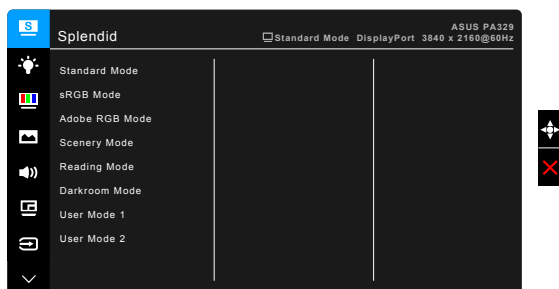 S
ASUS PA329
Splendid
Standard Mode DisplayPort 3840 x 2160@60Hz
Standard Mode
sRGB Mode
Adobe RGB Mode
Scenery Mode
Reading Mode
Darkroom Mode
User Mode 1
User Mode 2